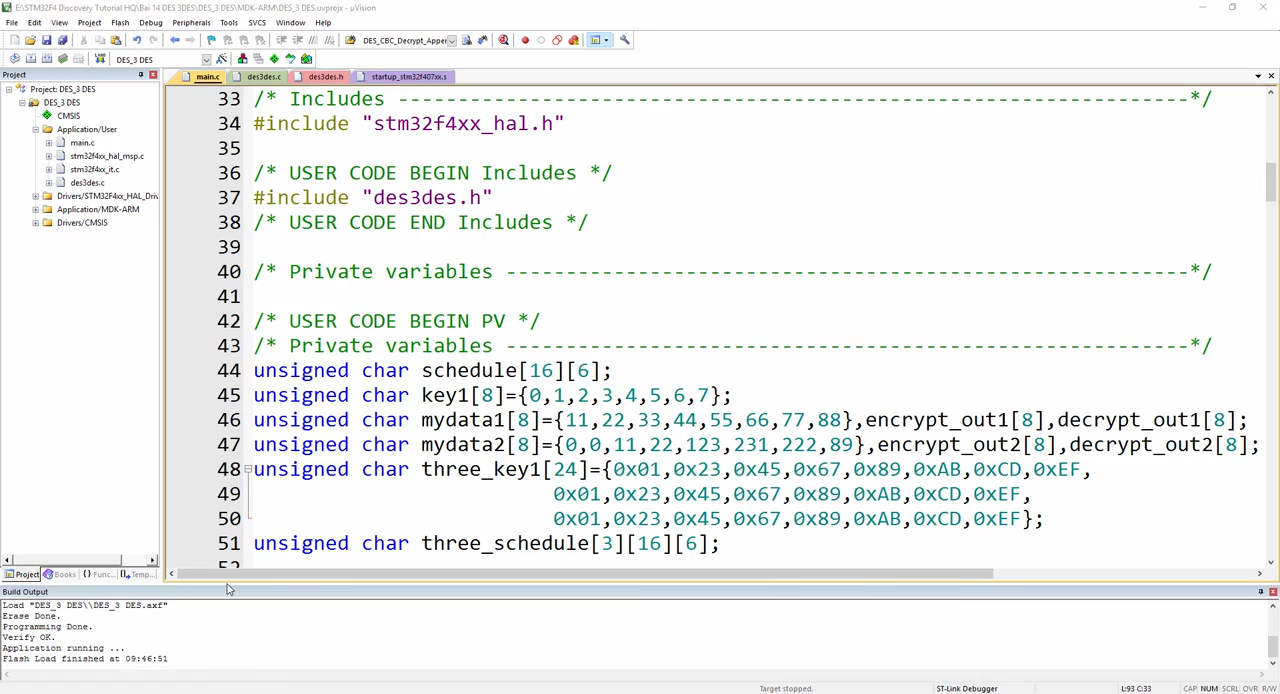 E:\STM32F4 Discovery Tutorial HQ\Bai 14 DES 3DES\DES_3 DES\MDK-ARM\DES_3 DES.uvprojx - µVision
File Edit View Project Flash Debug Peripherals Tools SVCS Window Help
DES_CBC_Decrypt_Apper
DES_3 DES
Project
main.c des3des.c des3des.h startup_stm32f407xx.s
Project: DES_3 DES
DES_3 DES
CMSIS
Application/User
main.c
stm32f4xx_hal_msp.c
stm32f4xx_it.c
des3des.c
Drivers/STM32F4xx_HAL_Driv
Application/MDK-ARM
Drivers/CMSIS
33 /* Includes ------------------------------------------------------------------*/
34 #include "stm32f4xx_hal.h"
35
36 /* USER CODE BEGIN Includes */
37 #include "des3des.h"
38 /* USER CODE END Includes */
39
40 /* Private variables ---------------------------------------------------------*/
41
42 /* USER CODE BEGIN PV */
43 /* Private variables ---------------------------------------------------------*/
44 unsigned char schedule[16][6];
45 unsigned char key1[8]={0,1,2,3,4,5,6,7};
46 unsigned char mydata1[8]={11,22,33,44,55,66,77,88},encrypt_out1[8],decrypt_out1[8];
47 unsigned char mydata2[8]={0,0,11,22,123,231,222,89},encrypt_out2[8],decrypt_out2[8];
48 unsigned char three_key1[24]={0x01,0x23,0x45,0x67,0x89,0xAB,0xCD,0xEF,
49 0x01,0x23,0x45,0x67,0x89,0xAB,0xCD,0xEF,
50 0x01,0x23,0x45,0x67,0x89,0xAB,0xCD,0xEF};
51 unsigned char three_schedule[3][16][6];
52
Project Books {} Func... Temp...
Build Output
Load "DES_3 DES\\DES_3 DES.axf"
Erase Done.
Programming Done.
Verify OK.
Application running ...
Flash Load finished at 09:46:51
Target stopped. ST-Link Debugger L:93 C:33 CAP NUM SCRL OVR R/W